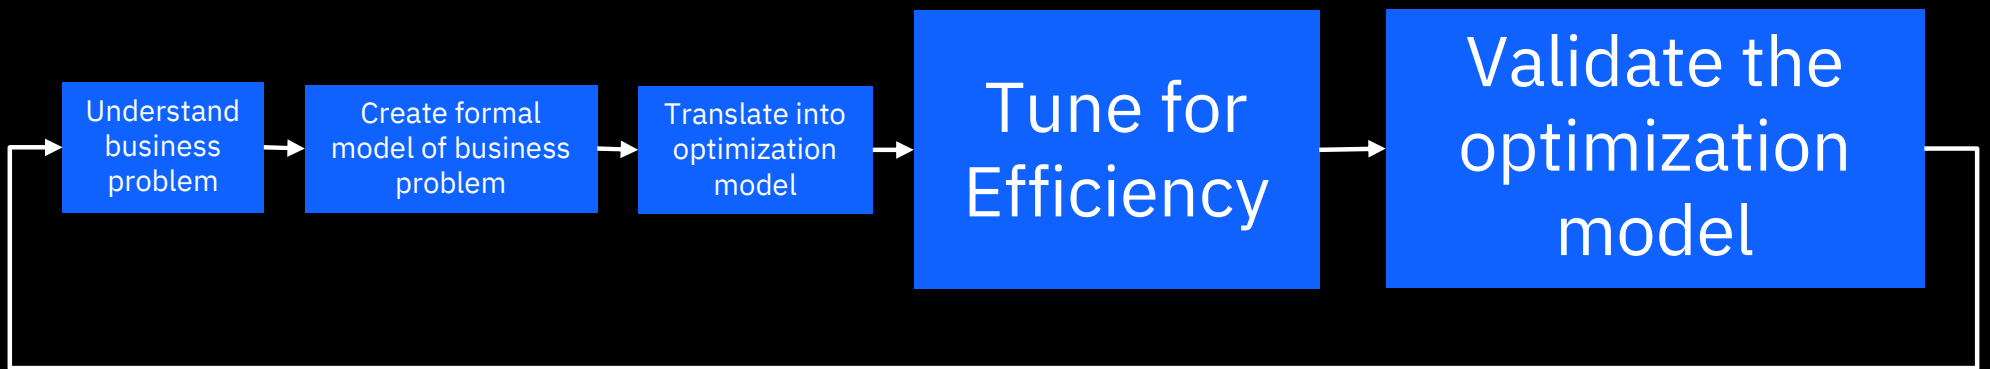 Understand
business
problem
Create formal
model of business
problem
Translate into
optimization
model
Tune for
Efficiency
Validate the
optimization
model